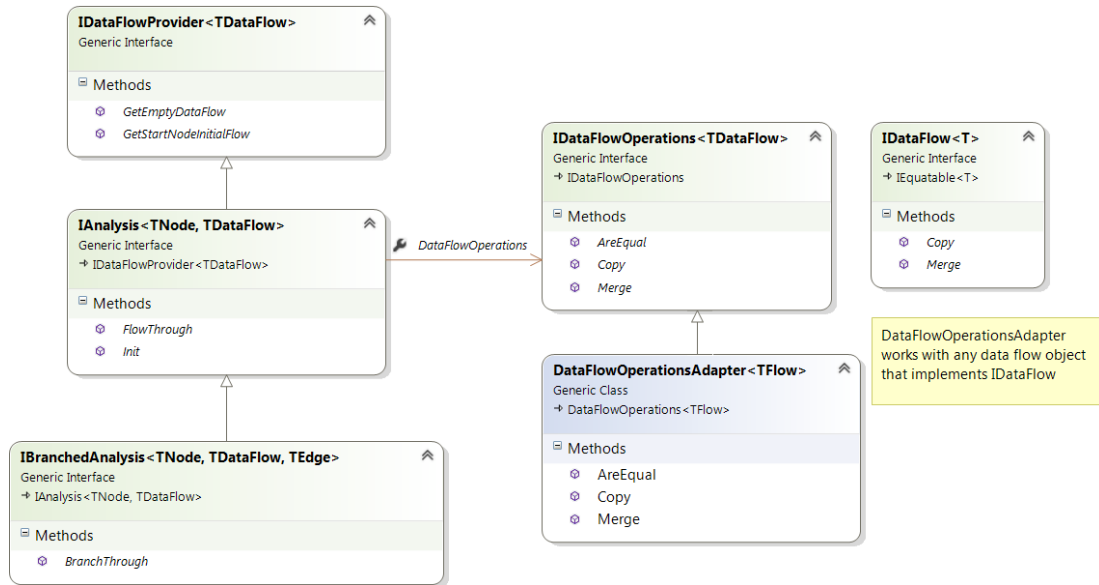 IDataFlowProvider<TDataFlow>
Generic Interface
Methods
GetEmptyDataFlow
GetStartNodeInitialFlow
IAnalysis<TNode, TDataFlow>
Generic Interface
IDataFlowProvider<TDataFlow>
Methods
FlowThrough
Init
IBranchedAnalysis<TNode, TDataFlow, TEdge>
Generic Interface
IAnalysis<TNode, TDataFlow>
Methods
BranchThrough
DataFlowOperations
IDataFlowOperations<TDataFlow>
Generic Interface
IDataFlowOperations
Methods
AreEqual
Copy
Merge
DataFlowOperationsAdapter<TFlow>
Generic Class
DataFlowOperations<TFlow>
Methods
AreEqual
Copy
Merge
IDataFlow<T>
Generic Interface
IEquatable<T>
Methods
Copy
Merge
DataFlowOperationsAdapter
works with any data flow object
that implements IDataFlow